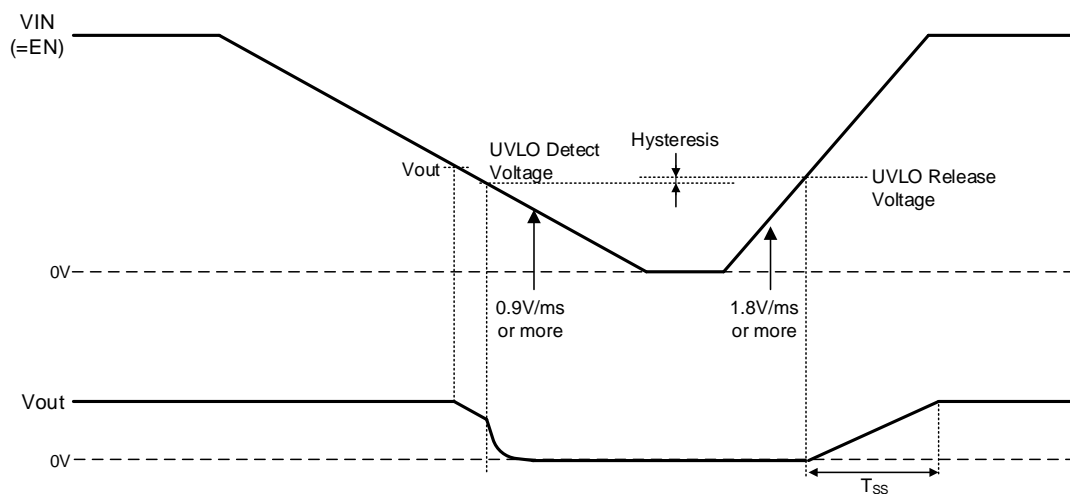 VIN
(=EN)
Hysteresis
UVLO Detect
Voltage
Vout
UVLO Release
Voltage
0V
0.9V/ms
or more
1.8V/ms
or more
Vout
0V
TSS